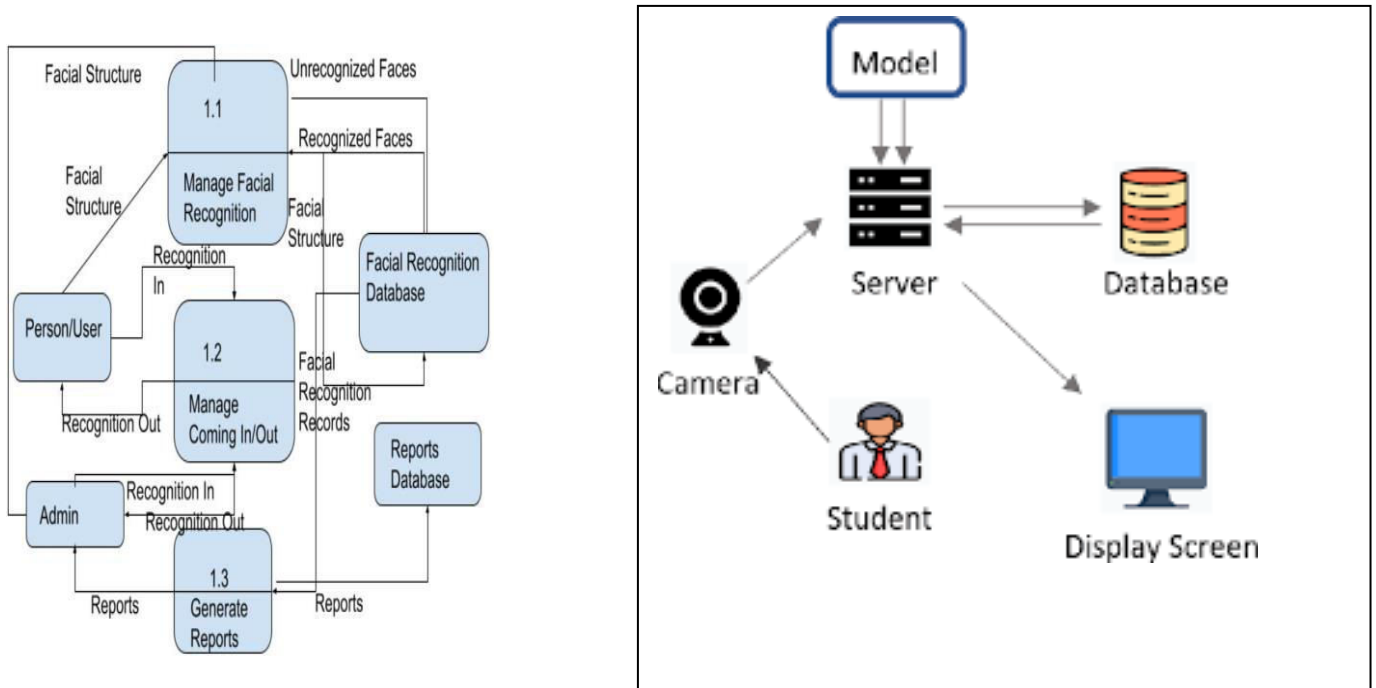 Facial Structure
Unrecognized Faces
1.1
Recognized Faces
Manage Facial
Recognition
Facial
Structure
Facial
Structure
Recognition
In
Facial Recognition
Database
Person/User
1.2
Manage
Coming In/Out
Facial
Recognition
Records
Recognition Out
Reports
Database
Admin
Recognition In
Recognition Out
1.3
Generate
Reports
Reports
Reports
Model
Server
Database
Camera
Student
Display Screen